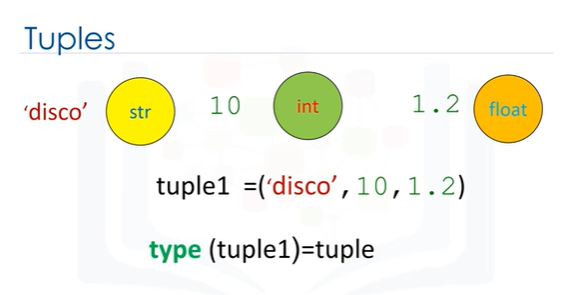 Tuples
‘disco’ str 10 int 1.2 float
tuple1 =(‘disco’,10,1.2)
type (tuple1)=tuple